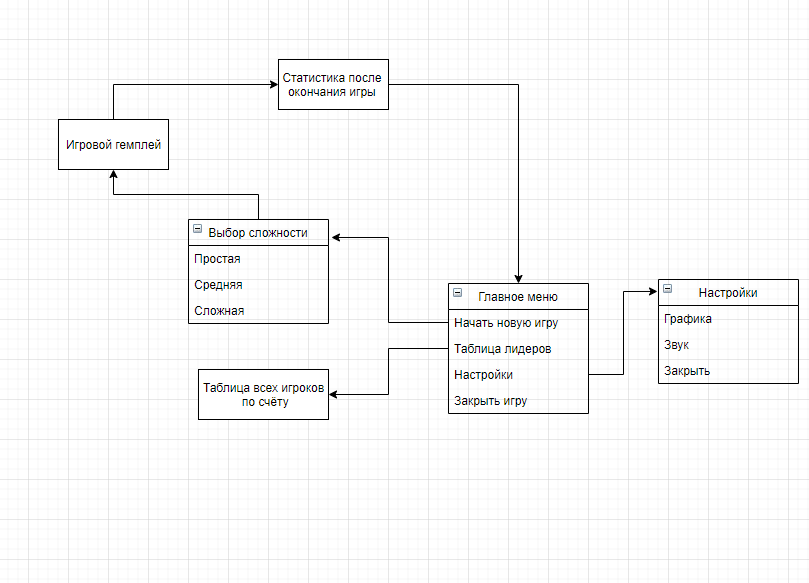 Статистика после
окончания игры
Игровой гемплей
Выбор сложности
Простая
Средняя
Сложная
Главное меню
Начать новую игру
Таблица лидеров
Настройки
Закрыть игру
Настройки
Графика
Звук
Закрыть
Таблица всех игроков
по счёту